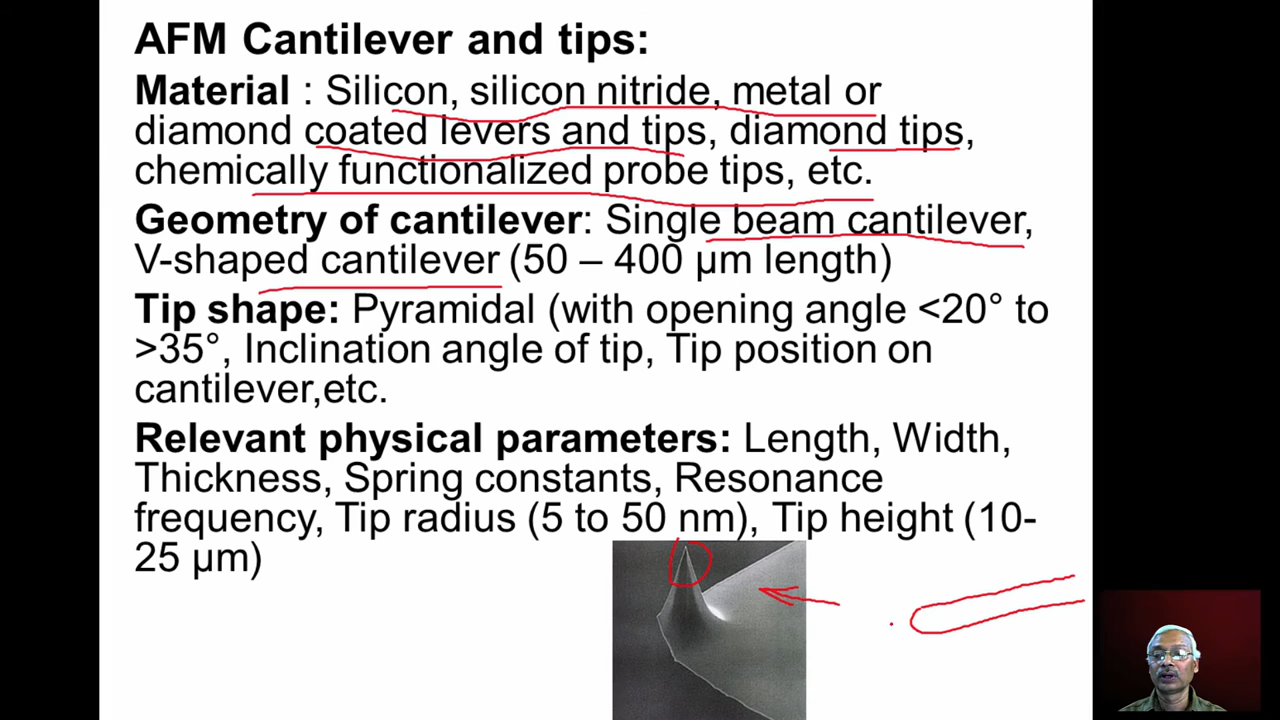 AFM Cantilever and tips:
Material : Silicon, silicon nitride, metal or
diamond coated levers and tips, diamond tips,
chemically functionalized probe tips, etc.
Geometry of cantilever: Single beam cantilever,
V-shaped cantilever (50 – 400 μm length)
Tip shape: Pyramidal (with opening angle <20° to
>35°, Inclination angle of tip, Tip position on
cantilever,etc.
Relevant physical parameters: Length, Width,
Thickness, Spring constants, Resonance
frequency, Tip radius (5 to 50 nm), Tip height (10-
25 μm)